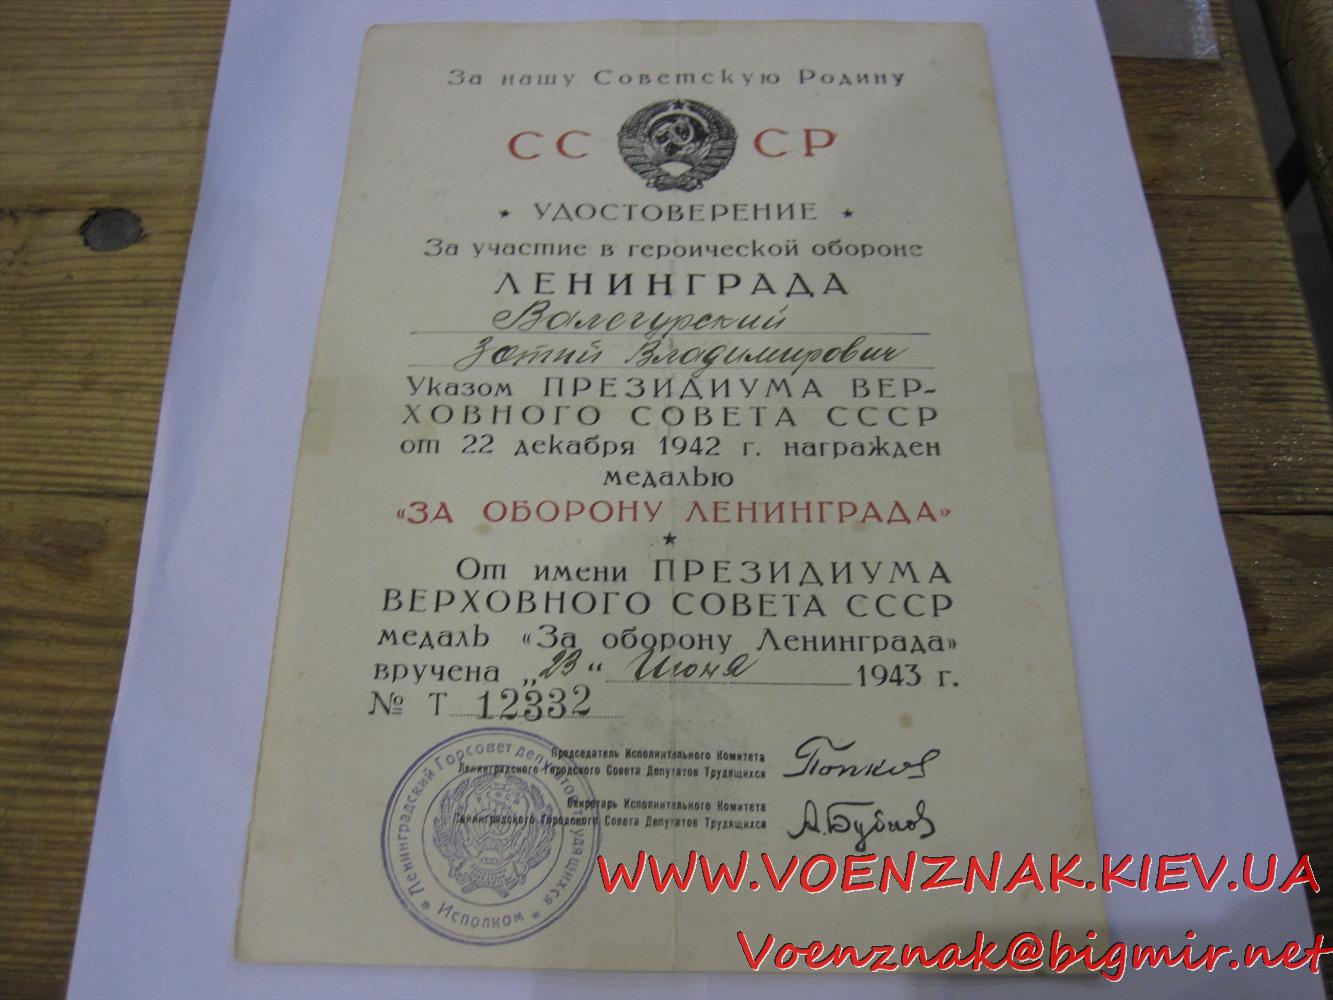 За нашу Советскую Родину
СССР
★ УДОСТОВЕРЕНИЕ ★
За участие в героической обороне
ЛЕНИНГРАДА
Валегурский
Зотий Владимирович
Указом ПРЕЗИДИУМА ВЕР-
ХОВНОГО СОВЕТА СССР
от 22 декабря 1942 г. награжден
медалью
«ЗА ОБОРОНУ ЛЕНИНГРАДА»
★
От имени ПРЕЗИДИУМА
ВЕРХОВНОГО СОВЕТА СССР
медаль «За оборону Ленинграда»
вручена „23“ Июня 1943 г.
№ Т 12332
Председатель Исполнительного Комитета
Ленинградского Городского Совета Депутатов Трудящихся
Попков
Секретарь Исполнительного Комитета
Ленинградского Городского Совета Депутатов Трудящихся
А.Бубнов
Ленинградский Горсовет депутатов трудящихся
* Исполком *
WWW.VOENZNAK.KIEV.UA
Voenznak@bigmir.net